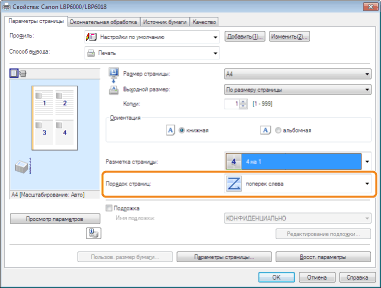 Свойства: Canon LBP6000/LBP6018
Параметры страницы Окончательная обработка Источник бумаги Качество
Профиль: Настройки по умолчанию Добавить(1)... Изменить(2)...
Способ вывода: Печать
Размер страницы: A4
Выходной размер: По размеру страницы
Копии: 1 [1 - 999]
Ориентация
A книжная A альбочная
1 2
3 4
Разметка страницы: 4 4 на 1
Порядок страниц: поперек слева
A4 [Масштабирование: Авто]
Подложка
Имя подложки: КОНФИДЕНЦИАЛЬНО
Просмотр параметров
Редактирование подложки...
Пользов. размер бумаги... Параметры страницы... Восст. параметры
OK Отмена Справка